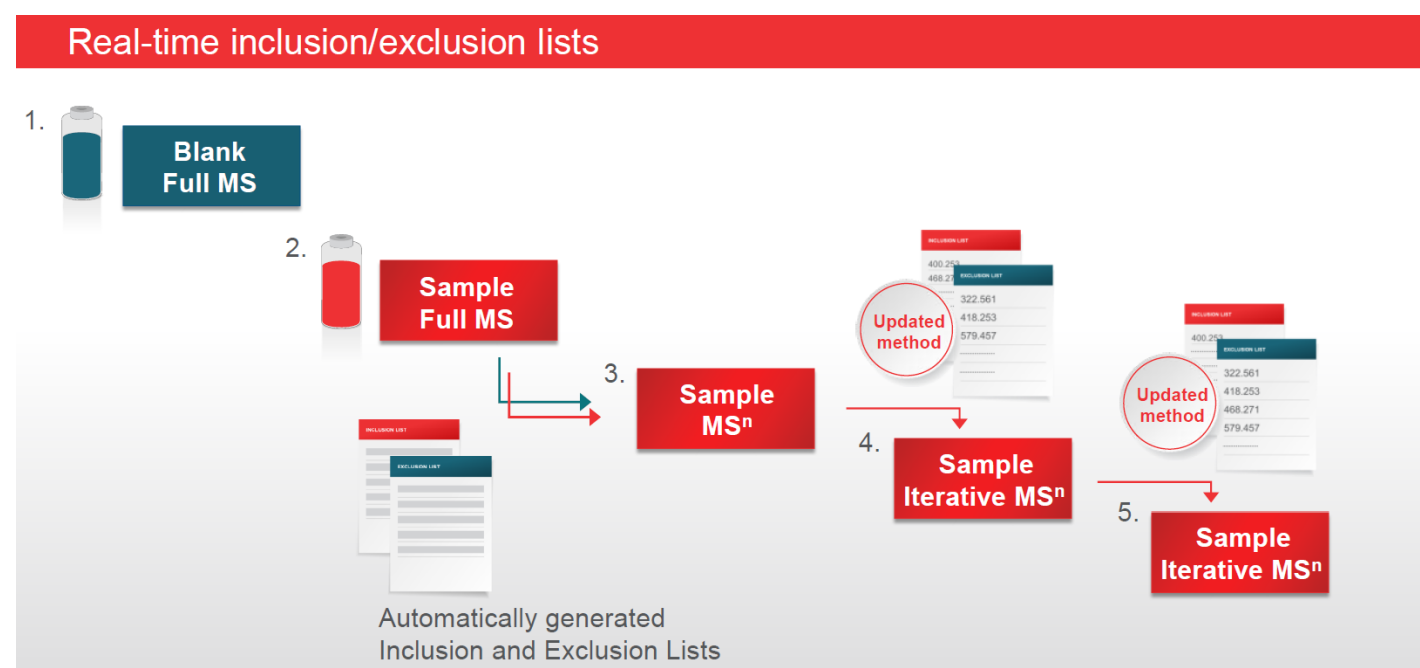 Real-time inclusion/exclusion lists
1.
Blank
Full MS
2.
Sample
Full MS
3.
Sample
MSⁿ
INCLUSION LIST
EXCLUSION LIST
Automatically generated
Inclusion and Exclusion Lists
INCLUSION LIST
400.253
468.27
EXCLUSION LIST
322.561
418.253
579.457
Updated
method
4.
Sample
Iterative MSⁿ
INCLUSION LIST
400.253
EXCLUSION LIST
322.561
418.253
468.271
579.457
Updated
method
5.
Sample
Iterative MSⁿ